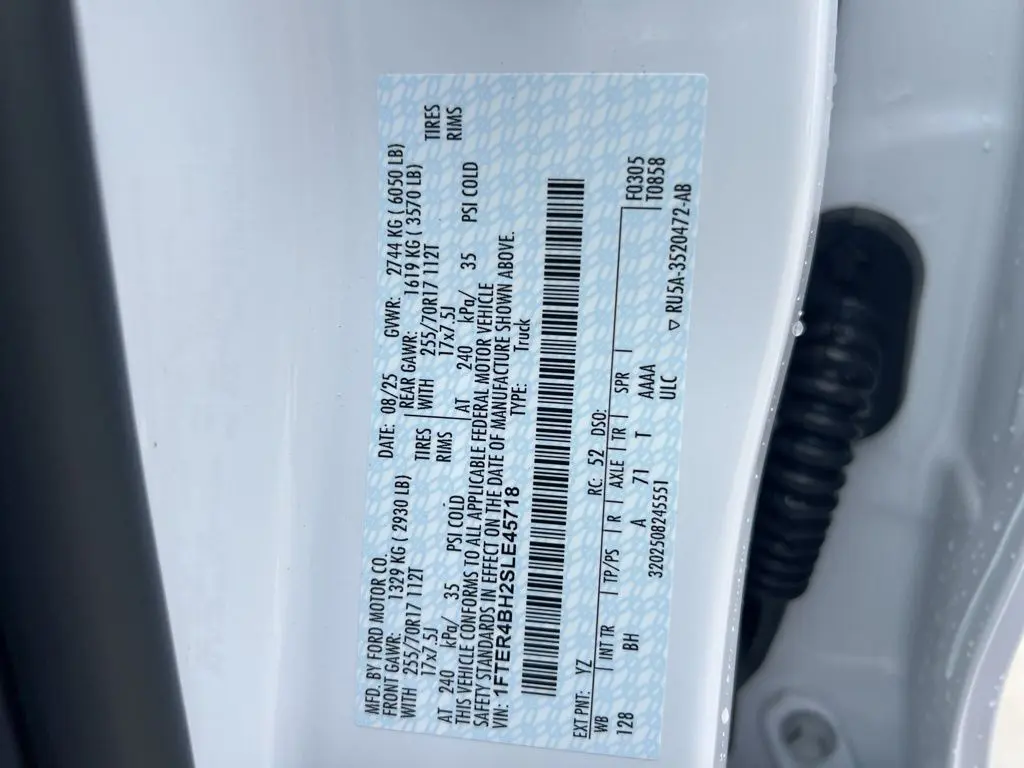 MFD. BY FORD MOTOR CO.
DATE: 08/25 GVWR: 2744 KG ( 6050 LB)
FRONT GAWR: 1329 KG ( 2930 LB)
REAR GAWR: 1619 KG ( 3570 LB)
WITH 255/70R17 112T TIRES
WITH 255/70R17 112T TIRES
17x7.5J RIMS
17x7.5J RIMS
AT 240 kPa/ 35 PSI COLD
AT 240 kPa/ 35 PSI COLD
THIS VEHICLE CONFORMS TO ALL APPLICABLE FEDERAL MOTOR VEHICLE
SAFETY STANDARDS IN EFFECT ON THE DATE OF MANUFACTURE SHOWN ABOVE.
VIN: 1FTER4BH2SLE45718 TYPE: Truck
EXT PNT: YZ RC: 52 DSO: F0305
WB | INT TR | TP/PS | R | AXLE | TR | SPR | T0858
128 BH A 71 T AAAA
3202508245551 ULC
▽ RU5A-3520472-AB